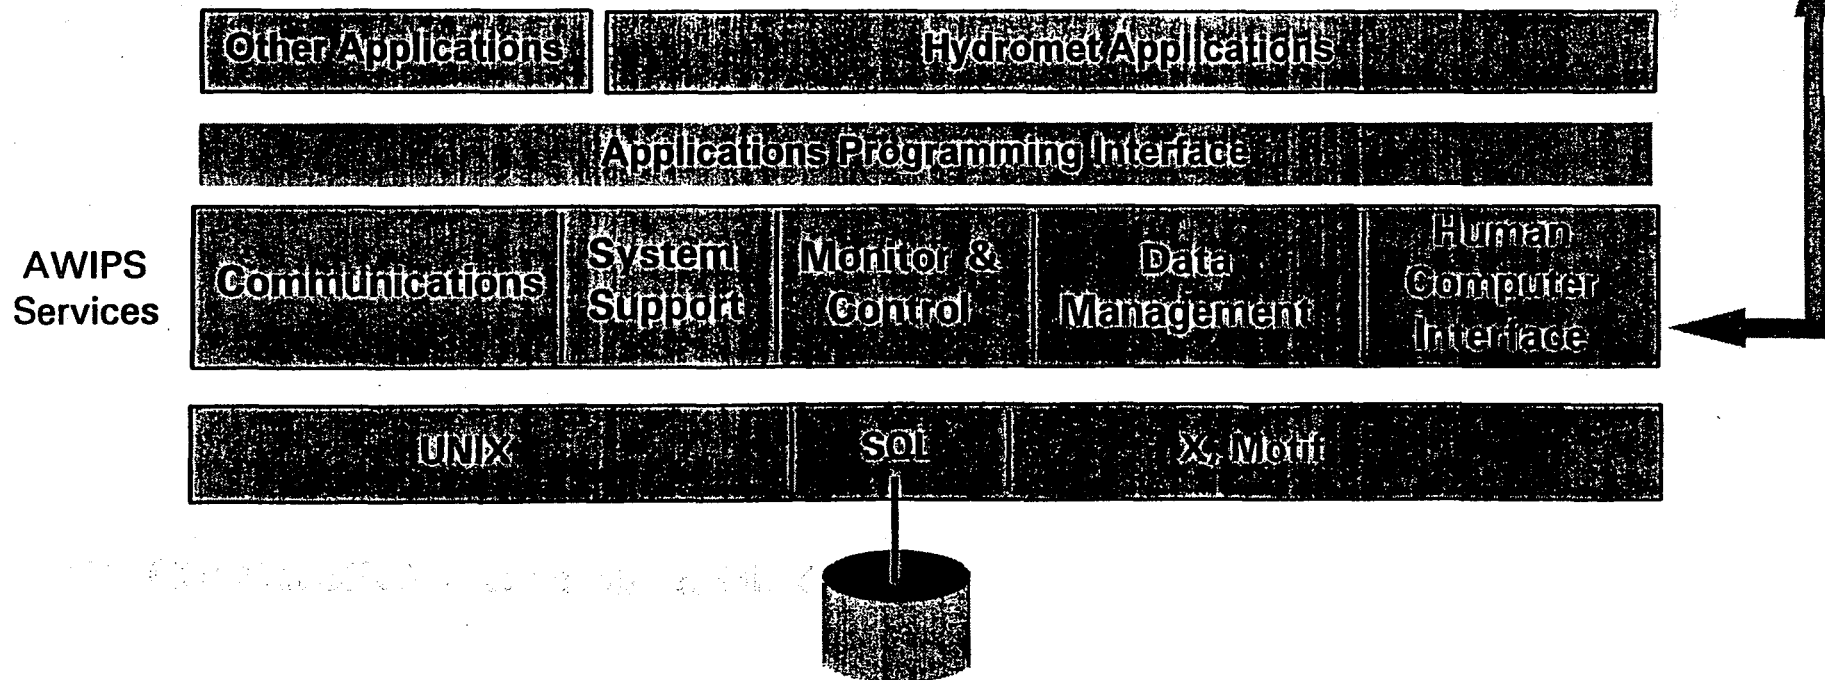 Other Applications
Hydromet Applications
Applications Programming Interface
AWIPS
Services
Communications
System
Support
Monitor &
Control
Data
Management
Human
Computer
Interface
UNIX
SQL
X, Motif